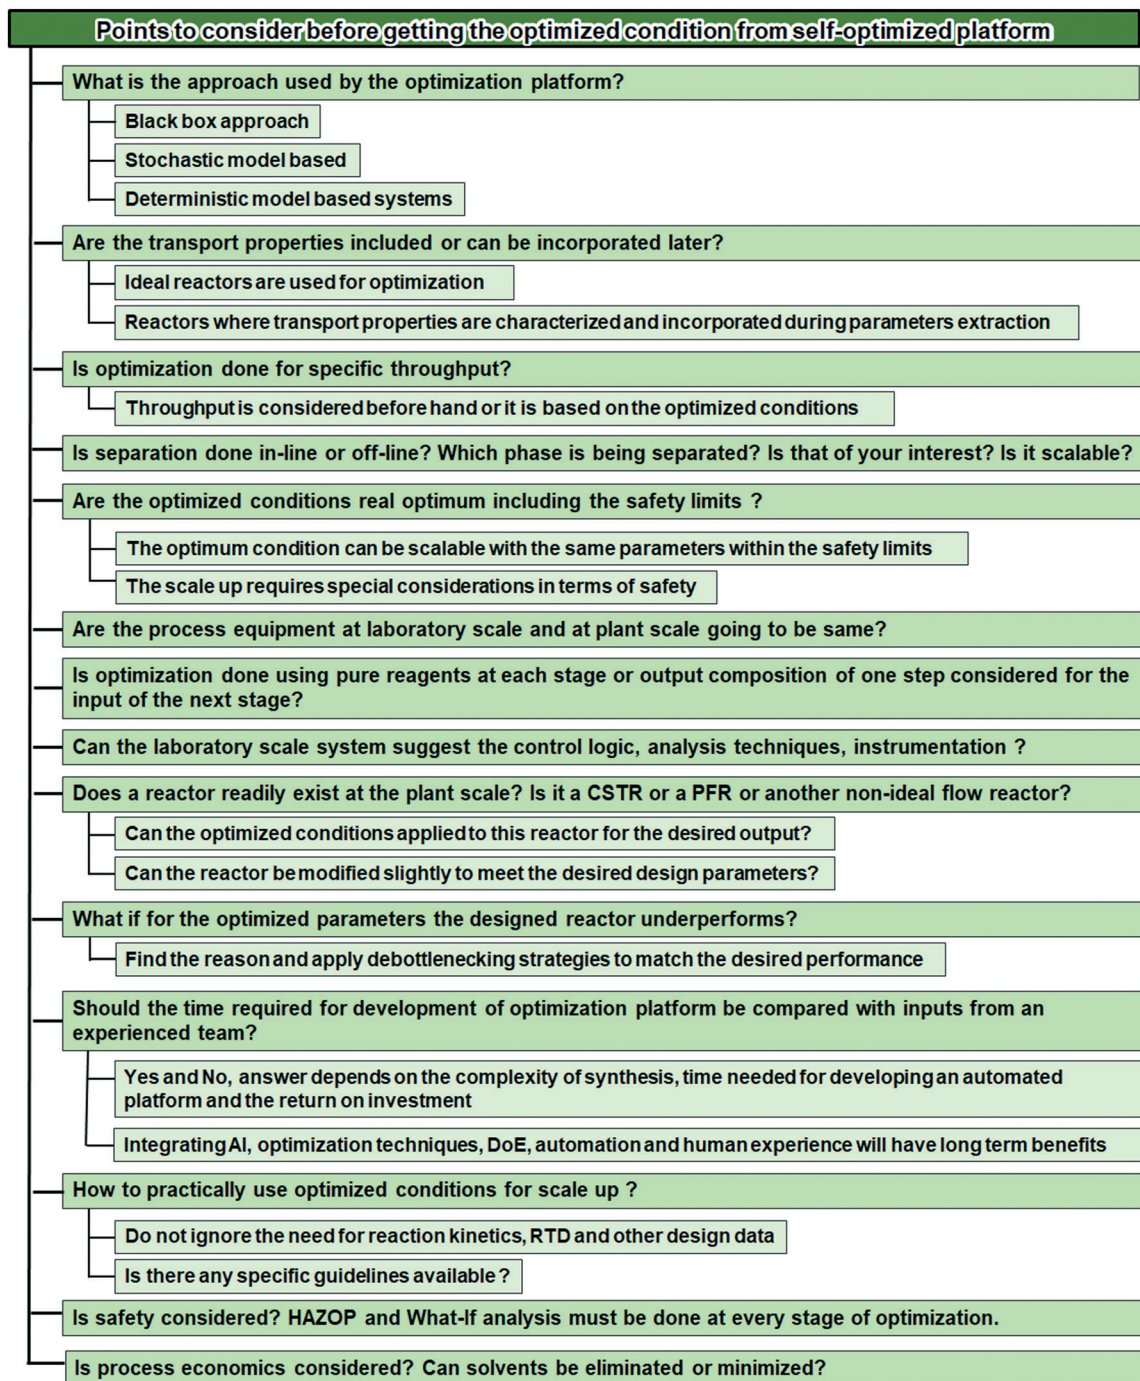 Points to consider before getting the optimized condition from self-optimized platform
What is the approach used by the optimization platform?
Black box approach
Stochastic model based
Deterministic model based systems
Are the transport properties included or can be incorporated later?
Ideal reactors are used for optimization
Reactors where transport properties are characterized and incorporated during parameters extraction
Is optimization done for specific throughput?
Throughput is considered before hand or it is based on the optimized conditions
Is separation done in-line or off-line? Which phase is being separated? Is that of your interest? Is it scalable?
Are the optimized conditions real optimum including the safety limits ?
The optimum condition can be scalable with the same parameters within the safety limits
The scale up requires special considerations in terms of safety
Are the process equipment at laboratory scale and at plant scale going to be same?
Is optimization done using pure reagents at each stage or output composition of one step considered for the
input of the next stage?
Can the laboratory scale system suggest the control logic, analysis techniques, instrumentation ?
Does a reactor readily exist at the plant scale? Is it a CSTR or a PFR or another non-ideal flow reactor?
Can the optimized conditions applied to this reactor for the desired output?
Can the reactor be modified slightly to meet the desired design parameters?
What if for the optimized parameters the designed reactor underperforms?
Find the reason and apply debottlenecking strategies to match the desired performance
Should the time required for development of optimization platform be compared with inputs from an
experienced team?
Yes and No, answer depends on the complexity of synthesis, time needed for developing an automated
platform and the return on investment
Integrating AI, optimization techniques, DoE, automation and human experience will have long term benefits
How to practically use optimized conditions for scale up ?
Do not ignore the need for reaction kinetics, RTD and other design data
Is there any specific guidelines available ?
Is safety considered? HAZOP and What-If analysis must be done at every stage of optimization.
Is process economics considered? Can solvents be eliminated or minimized?